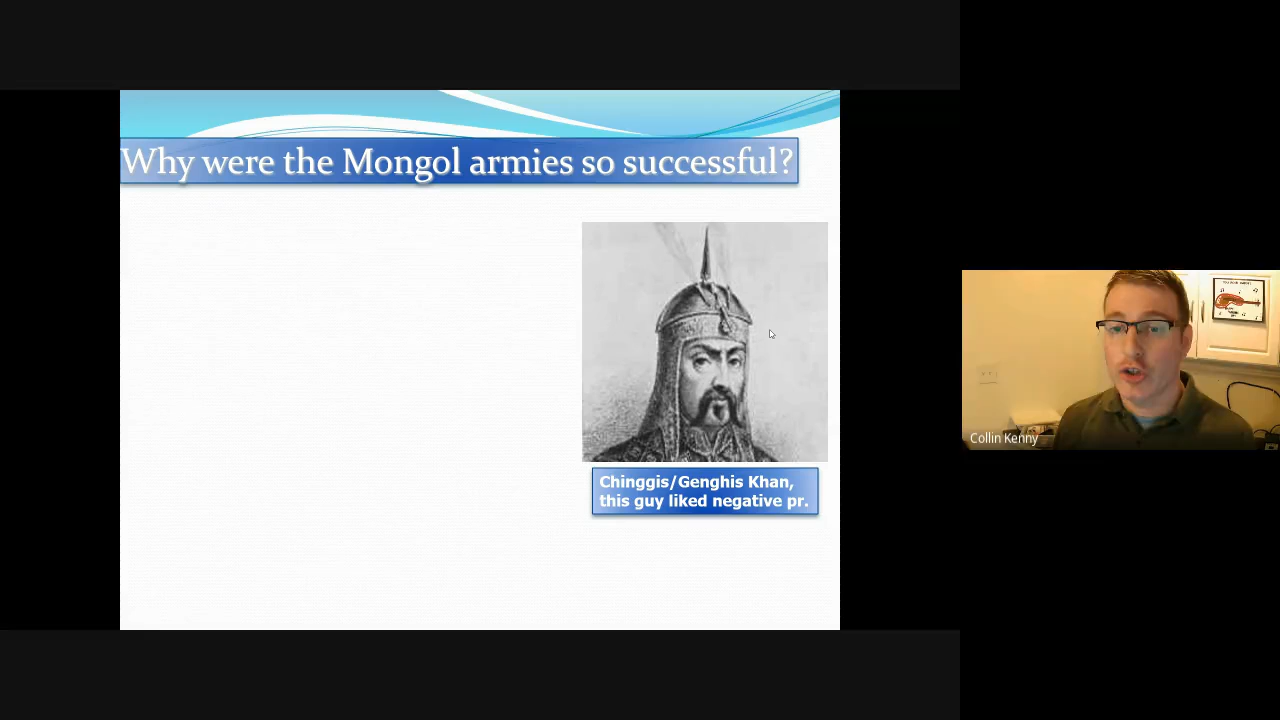 Why were the Mongol armies so successful?
Chinggis/Genghis Khan,
this guy liked negative pr.
Collin Kenny